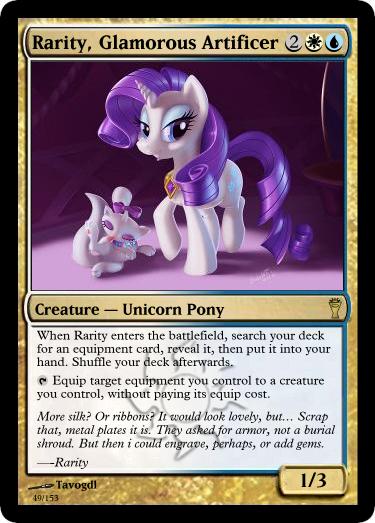 Rarity, Glamorous Artificer 2
Creature — Unicorn Pony
When Rarity enters the battlefield, search your deck
for an equipment card, reveal it, then put it into your
hand. Shuffle your deck afterwards.
Equip target equipment you control to a creature
you control, without paying its equip cost.
More silk? Or ribbons? It would look lovely, but... Scrap
that, metal plates it is. They asked for armor, not a burial
shroud. But then i could engrave, perhaps, or add gems.
—-Rarity
1/3
Tavogdl
49/153